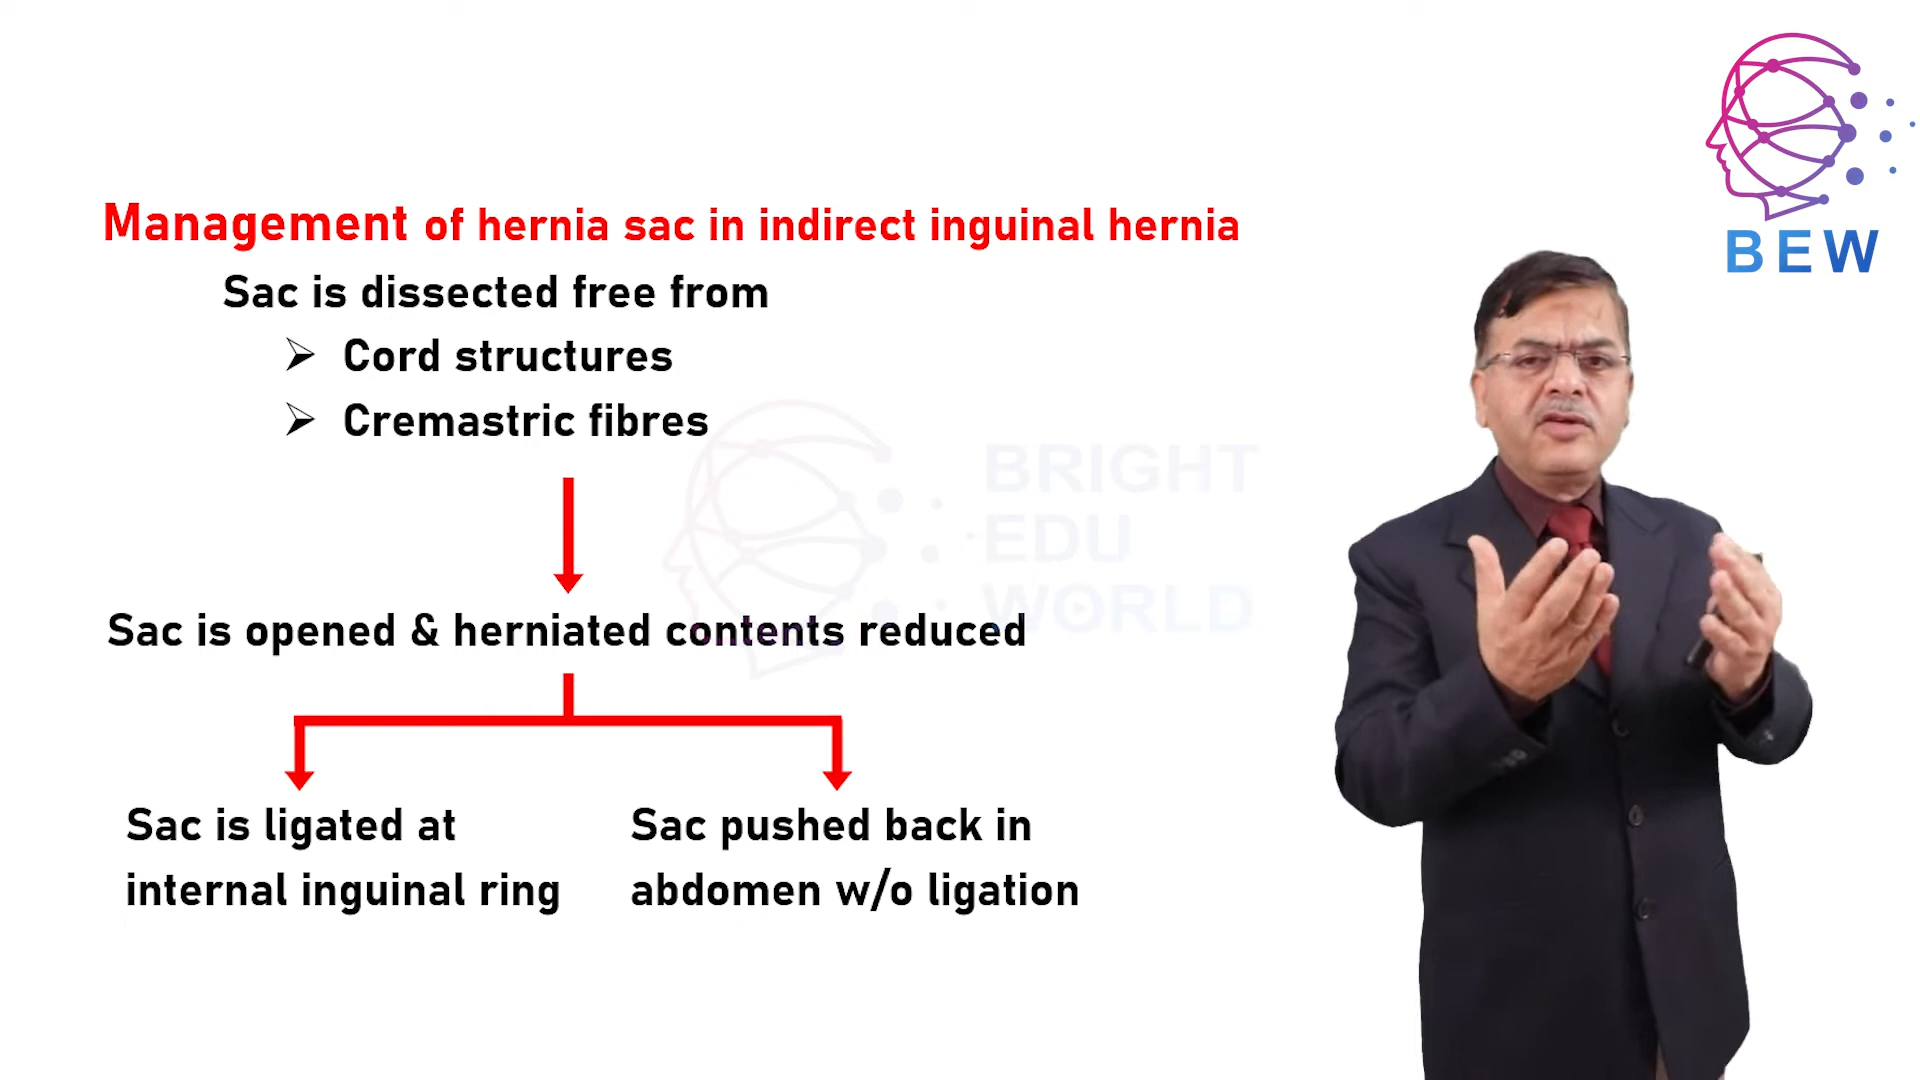 BEW
Management of hernia sac in indirect inguinal hernia
Sac is dissected free from
➢ Cord structures
➢ Cremastric fibres
BRIGHT
EDU
WORLD
Sac is opened & herniated contents reduced
Sac is ligated at
internal inguinal ring
Sac pushed back in
abdomen w/o ligation